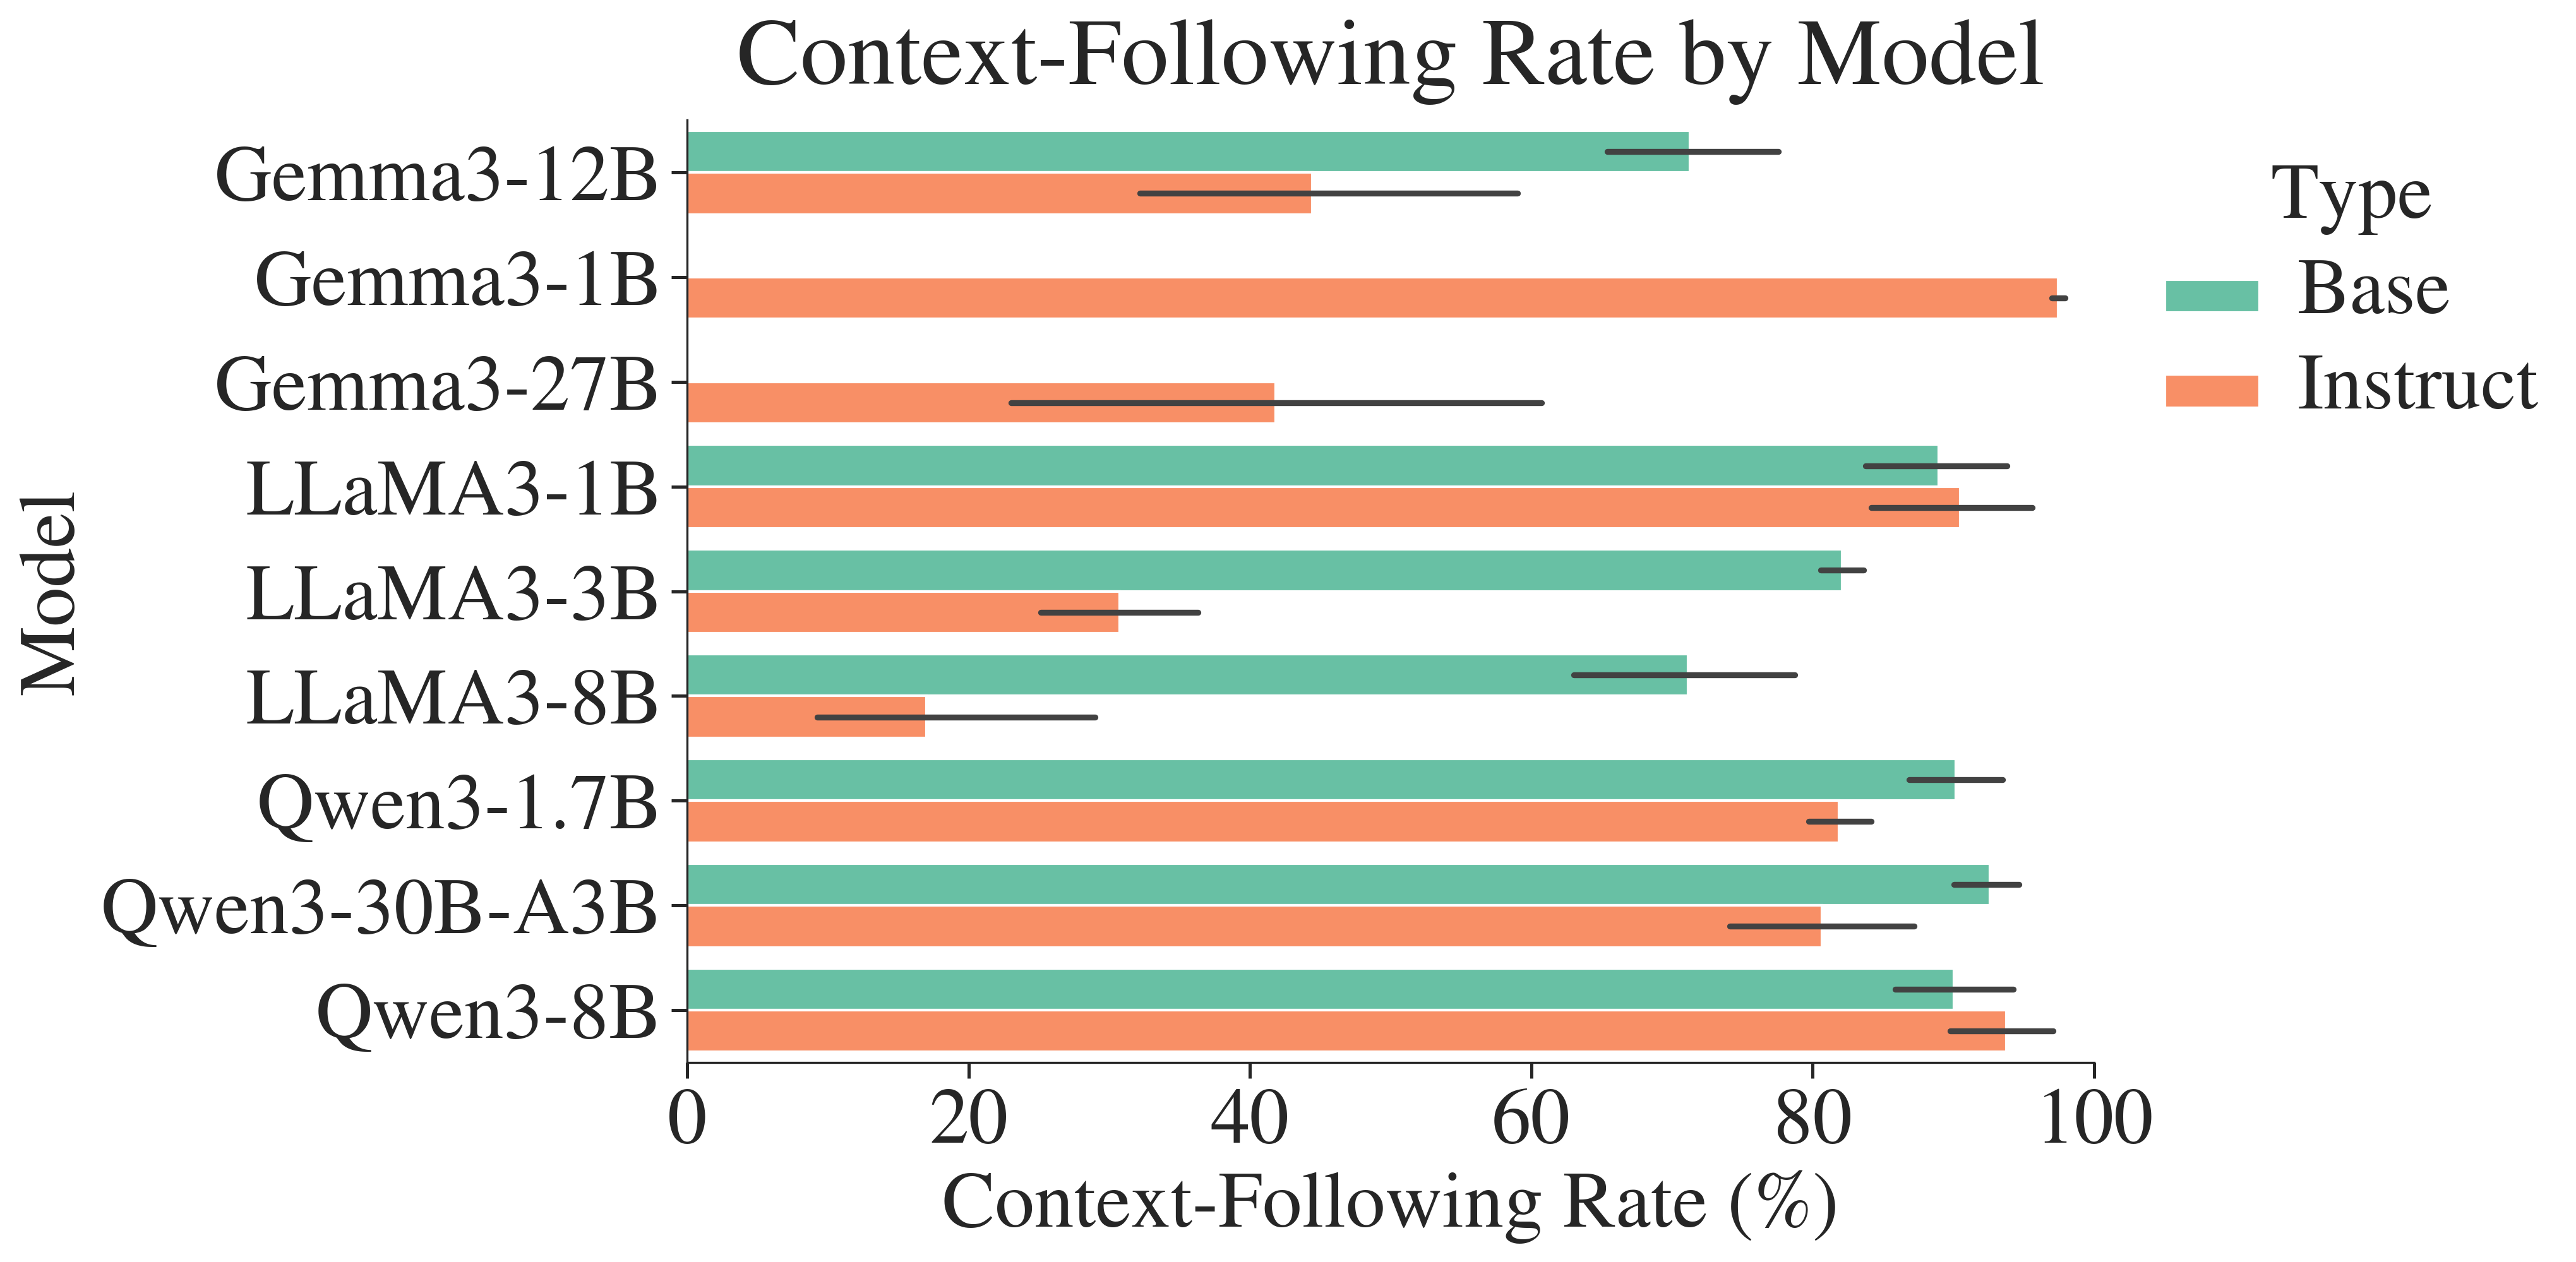 Context-Following Rate by Model
Model
Gemma3-12B
Gemma3-1B
Gemma3-27B
LLaMA3-1B
LLaMA3-3B
LLaMA3-8B
Qwen3-1.7B
Qwen3-30B-A3B
Qwen3-8B
0 20 40 60 80 100
Context-Following Rate (%)
Type
Base
Instruct